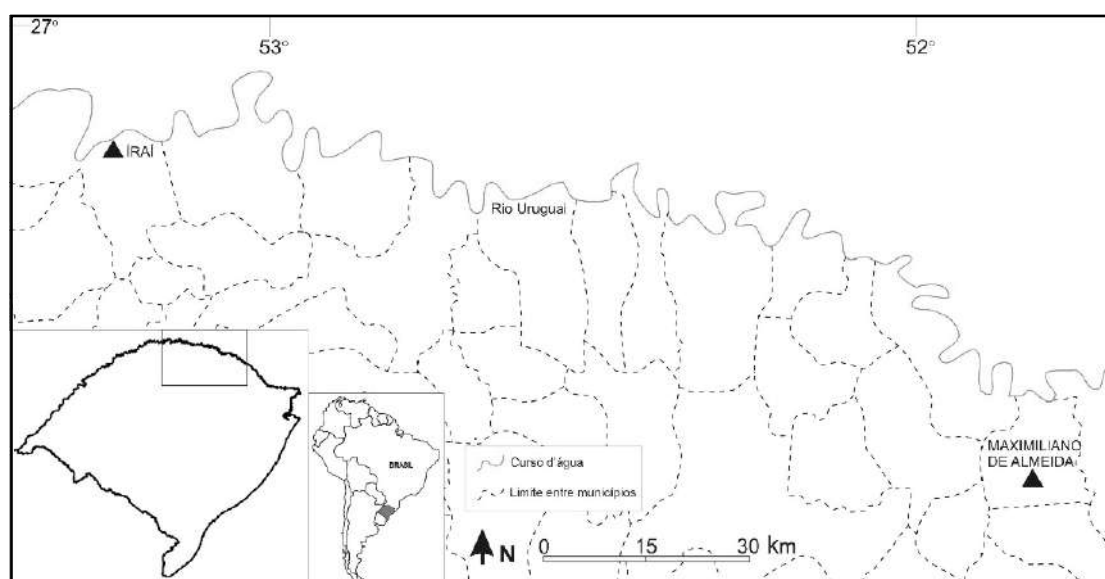 27°
53°
52°
IRAÍ
Rio Uruguai
MAXIMILIANO
DE ALMEIDA
BRASIL
Curso d'água
Limite entre municípios
N
0 15 30 km